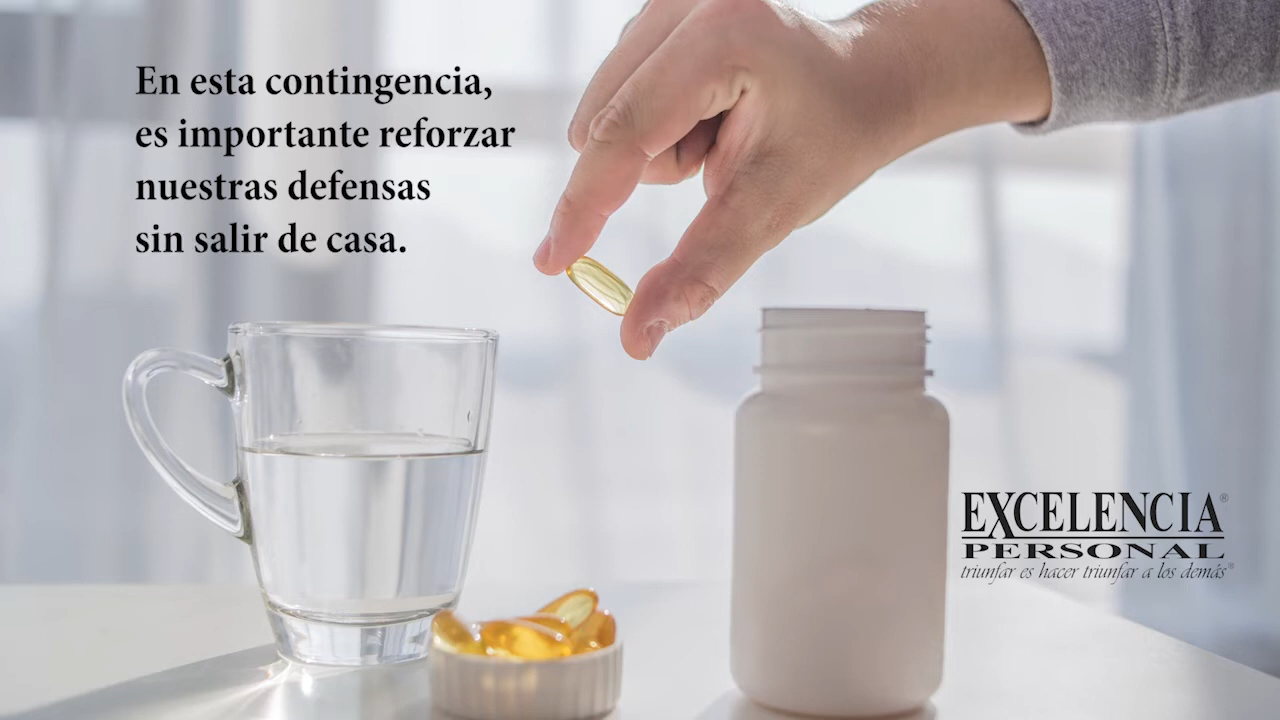 En esta contingencia,
es importante reforzar
nuestras defensas
sin salir de casa.
EXCELENCIA®
PERSONAL
triunfar es hacer triunfar a los demás®